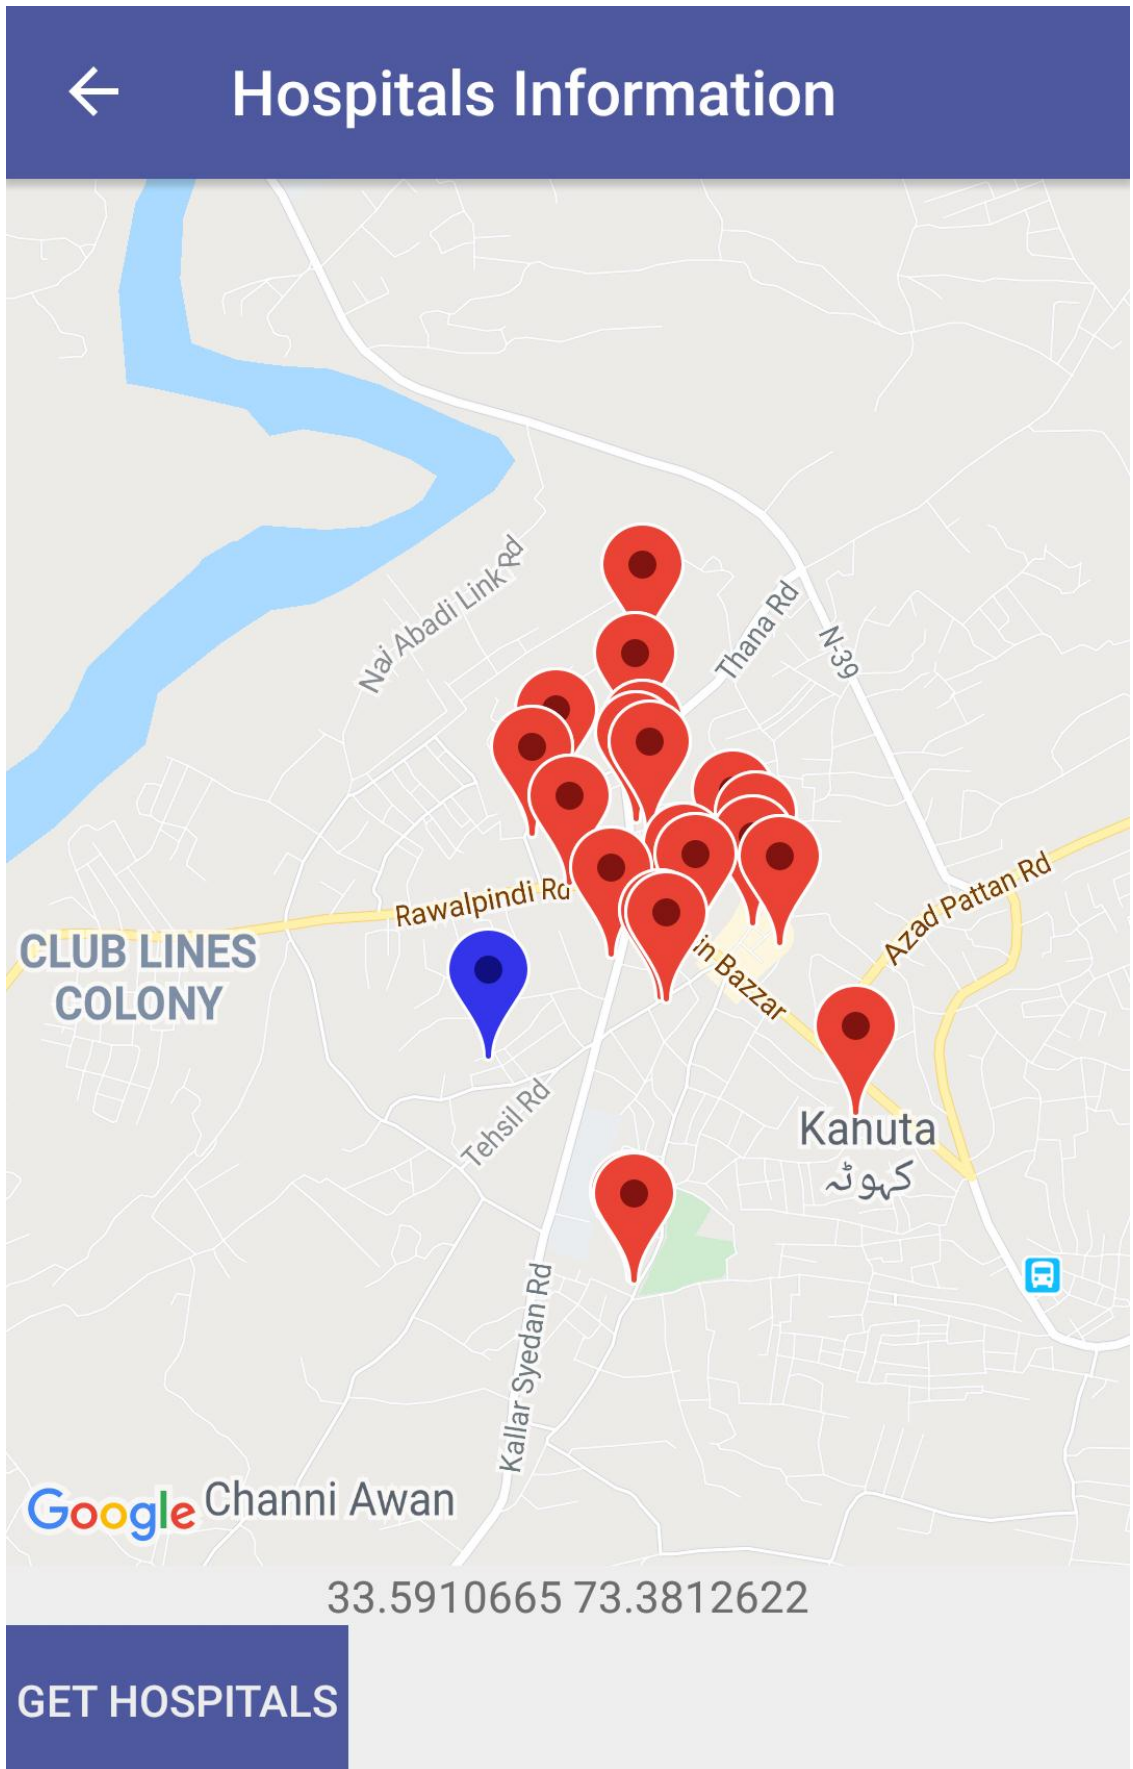 Hospitals Information
Nai Abadi Link Rd
Thana Rd
N-39
Rawalpindi Rd
Azad Pattan Rd
CLUB LINES
COLONY
in Bazzar
Tehsil Rd
Kahuta
کہوٹہ
Kallar Syedan Rd
Google
Channi Awan
33.5910665 73.3812622
GET HOSPITALS